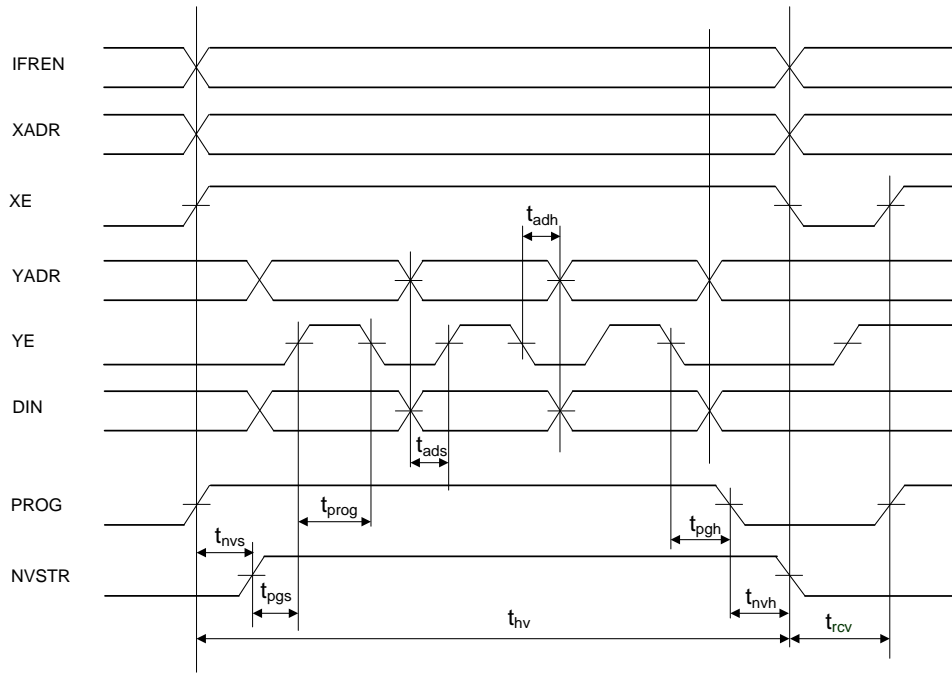 IFREN
XADR
XE
tadh
YADR
YE
DIN
tads
PROG
tprog
tnvs
tpgh
NVSTR
tpgs
tnvh
thv
trcv